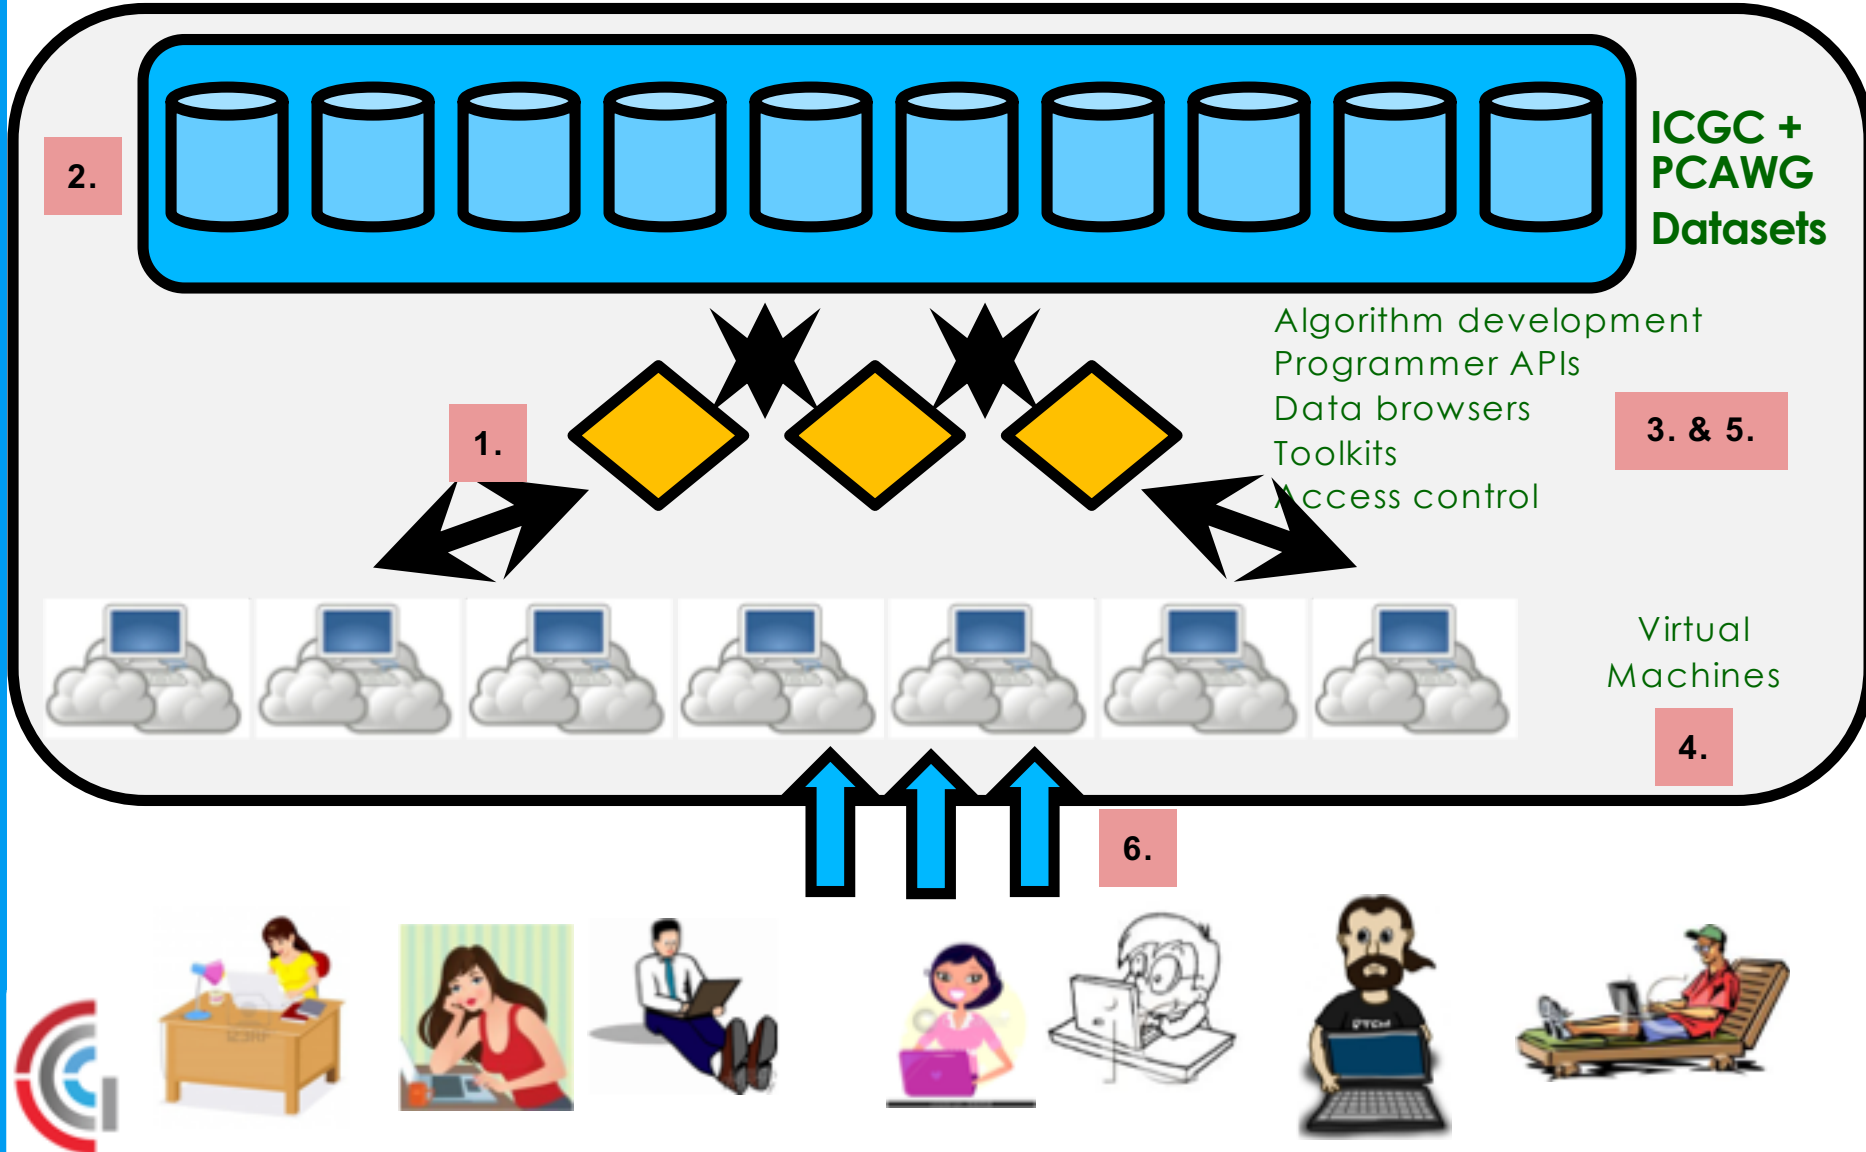 2.
ICGC +
PCAWG
Datasets
Algorithm development
Programmer APIs
Data browsers
Toolkits
Access control
3. & 5.
1.
Virtual
Machines
4.
6.
123RF